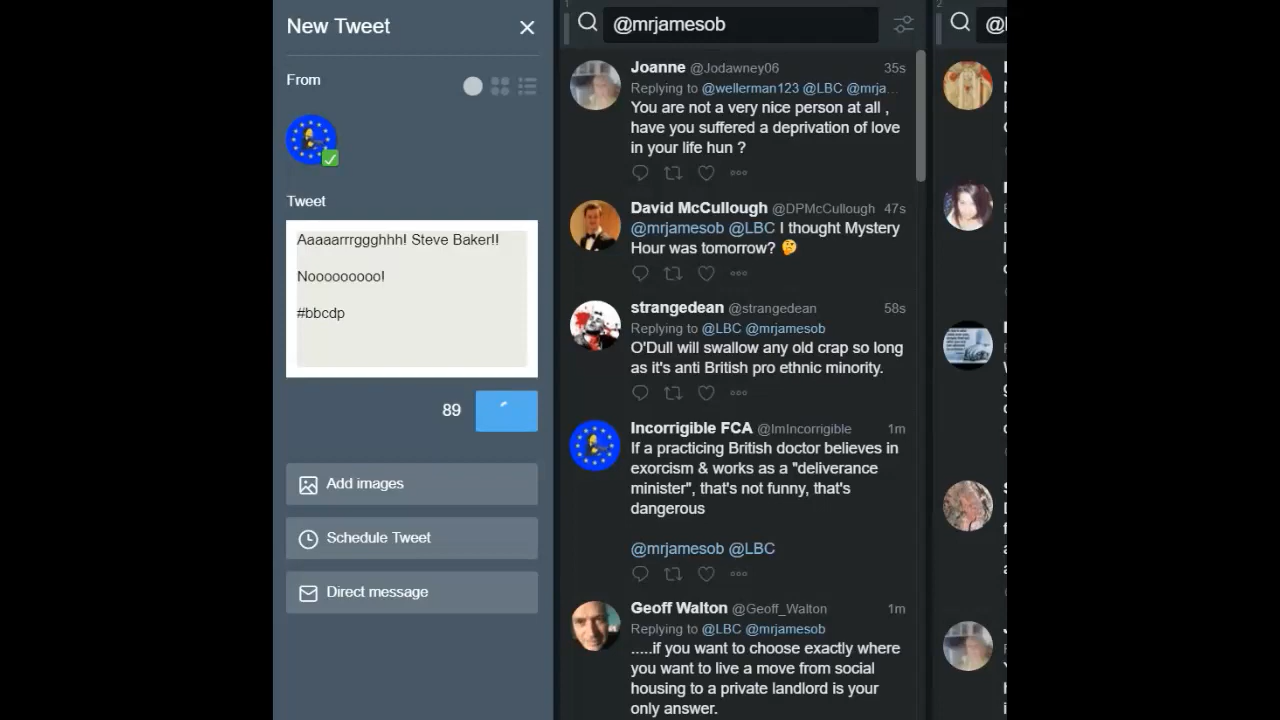 New Tweet
From
Tweet
Aaaaarrrggghhh! Steve Baker!!
Nooooooooo!
#bbcdp
89
Add images
Schedule Tweet
Direct message
1
@mrjamesob
Joanne @Jodawney06 35s
Replying to @wellerman123 @LBC @mrja...
You are not a very nice person at all ,
have you suffered a deprivation of love
in your life hun ?
David McCullough @DPMcCullough 47s
@mrjamesob @LBC I thought Mystery
Hour was tomorrow? 🤔
strangedean @strangedean 58s
Replying to @LBC @mrjamesob
O'Dull will swallow any old crap so long
as it's anti British pro ethnic minority.
Incorrigible FCA @ImIncorrigible 1m
If a practicing British doctor believes in
exorcism & works as a "deliverance
minister", that's not funny, that's
dangerous
@mrjamesob @LBC
Geoff Walton @Geoff_Walton 1m
Replying to @LBC @mrjamesob
.....if you want to choose exactly where
you want to live a move from social
housing to a private landlord is your
only answer.
2